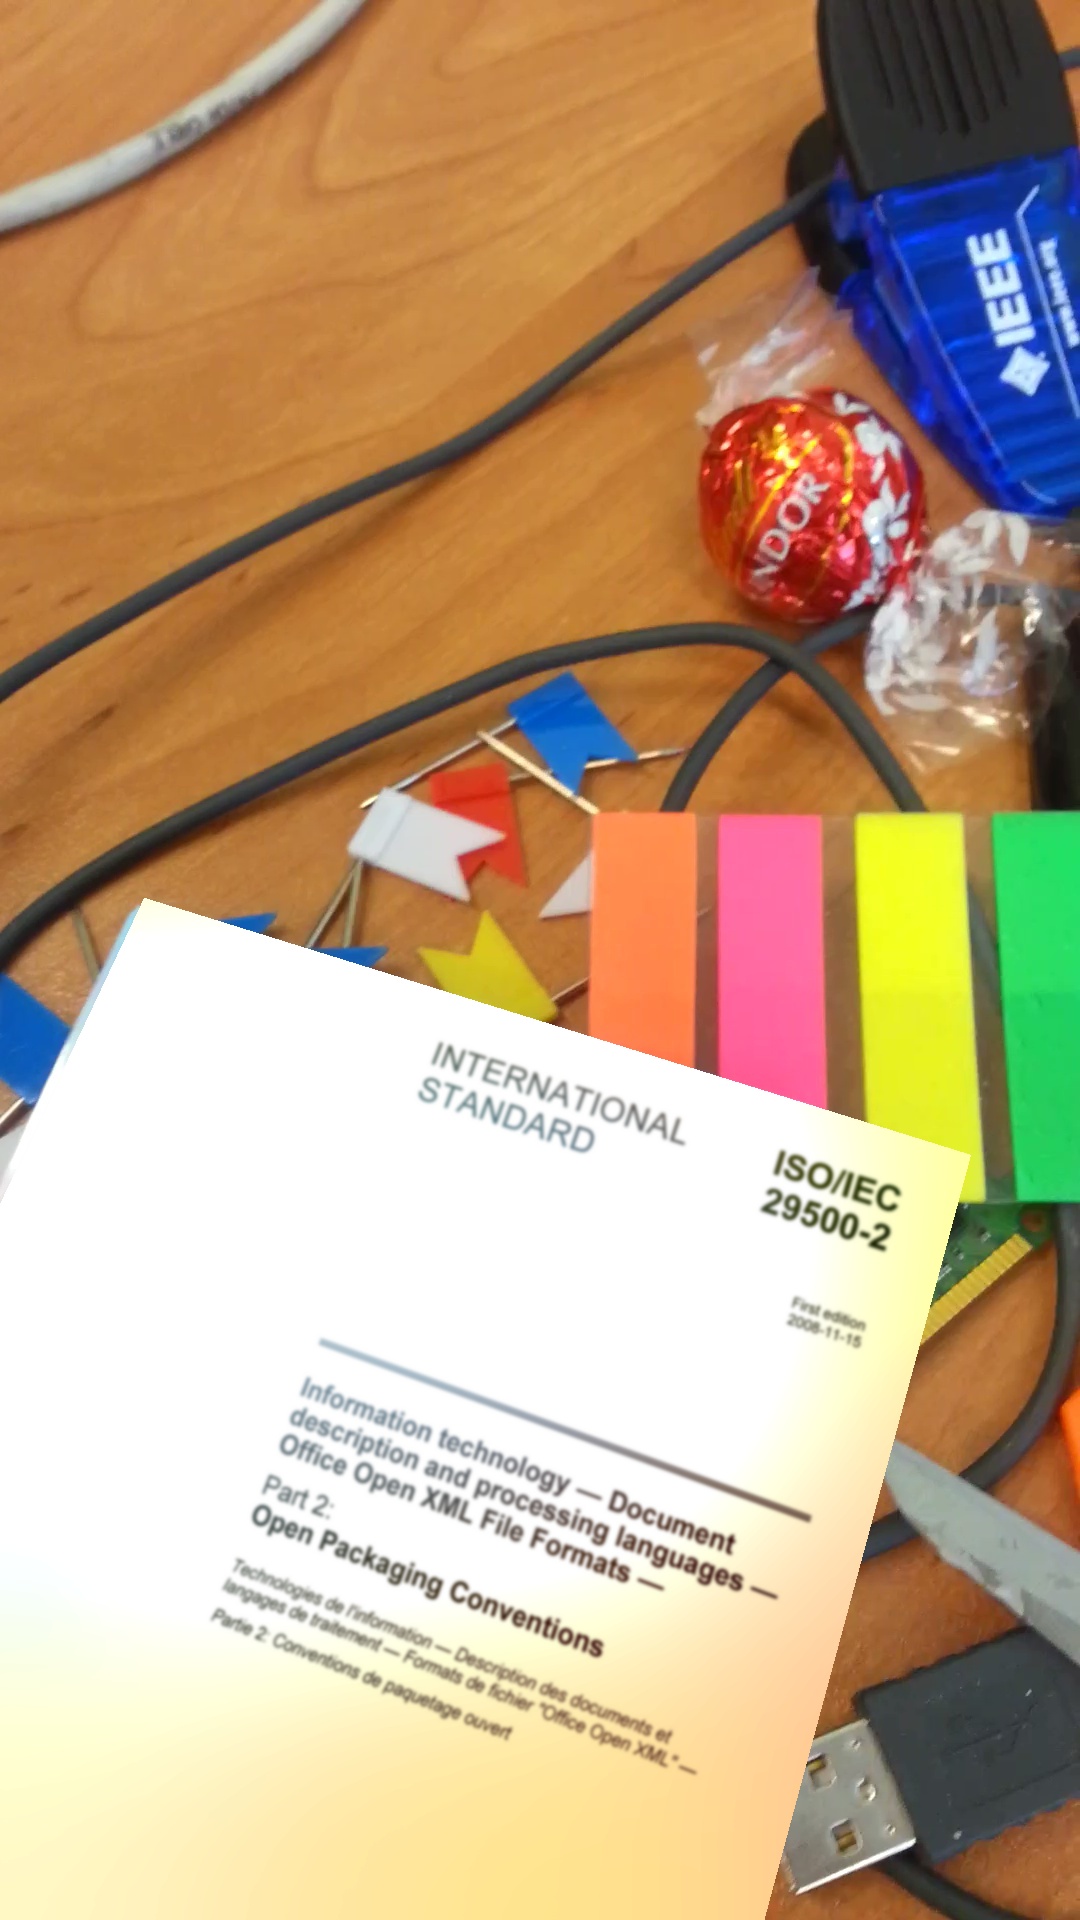 IEEE
NDOR
INTERNATIONAL
STANDARD
ISO/IEC
29500-2
First edition
2008-11-15
Information technology — Document
description and processing languages —
Office Open XML File Formats —
Part 2:
Open Packaging Conventions
Technologies de l'information — Description des documents et
langages de traitement — Formats de fichier "Office Open XML" —
Partie 2: Conventions de paquetage ouvert